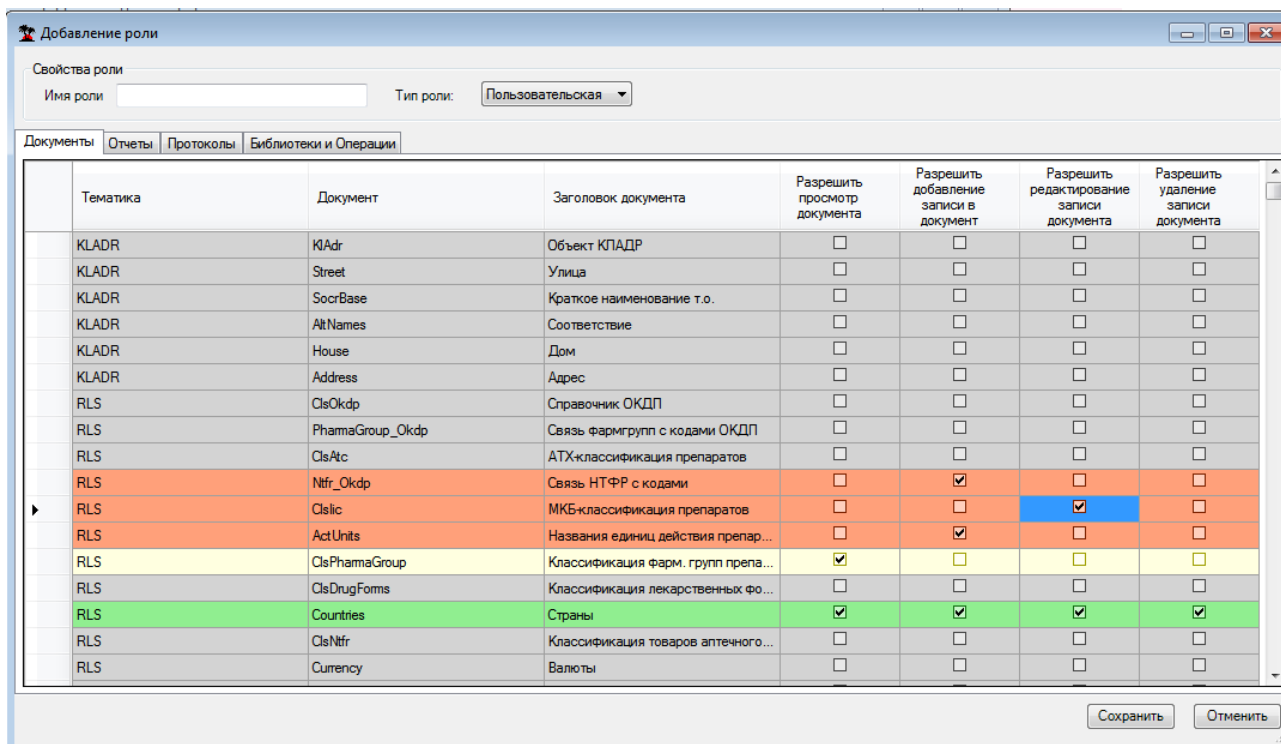 Добавление роли
Свойства роли
Имя роли Тип роли: Пользовательская
Документы Отчеты Протоколы Библиотеки и Операции
Тематика Документ Заголовок документа Разрешить просмотр документа Разрешить добавление записи в документ Разрешить редактирование записи документа Разрешить удаление записи документа
KLADR KlAdr Объект КЛАДР
KLADR Street Улица
KLADR SocrBase Краткое наименование т.о.
KLADR AltNames Соответствие
KLADR House Дом
KLADR Address Адрес
RLS ClsOkdp Справочник ОКДП
RLS PharmaGroup_Okdp Связь фармгрупп с кодами ОКДП
RLS ClsAtc АТХ-классификация препаратов
RLS Ntfr_Okdp Связь НТФР с кодами
RLS ClsIic МКБ-классификация препаратов
RLS ActUnits Названия единиц действия препар...
RLS ClsPharmaGroup Классификация фарм. групп препа...
RLS ClsDrugForms Классификация лекарственных фо...
RLS Countries Страны
RLS ClsNtfr Классификация товаров аптечного...
RLS Currency Валюты
Сохранить Отменить